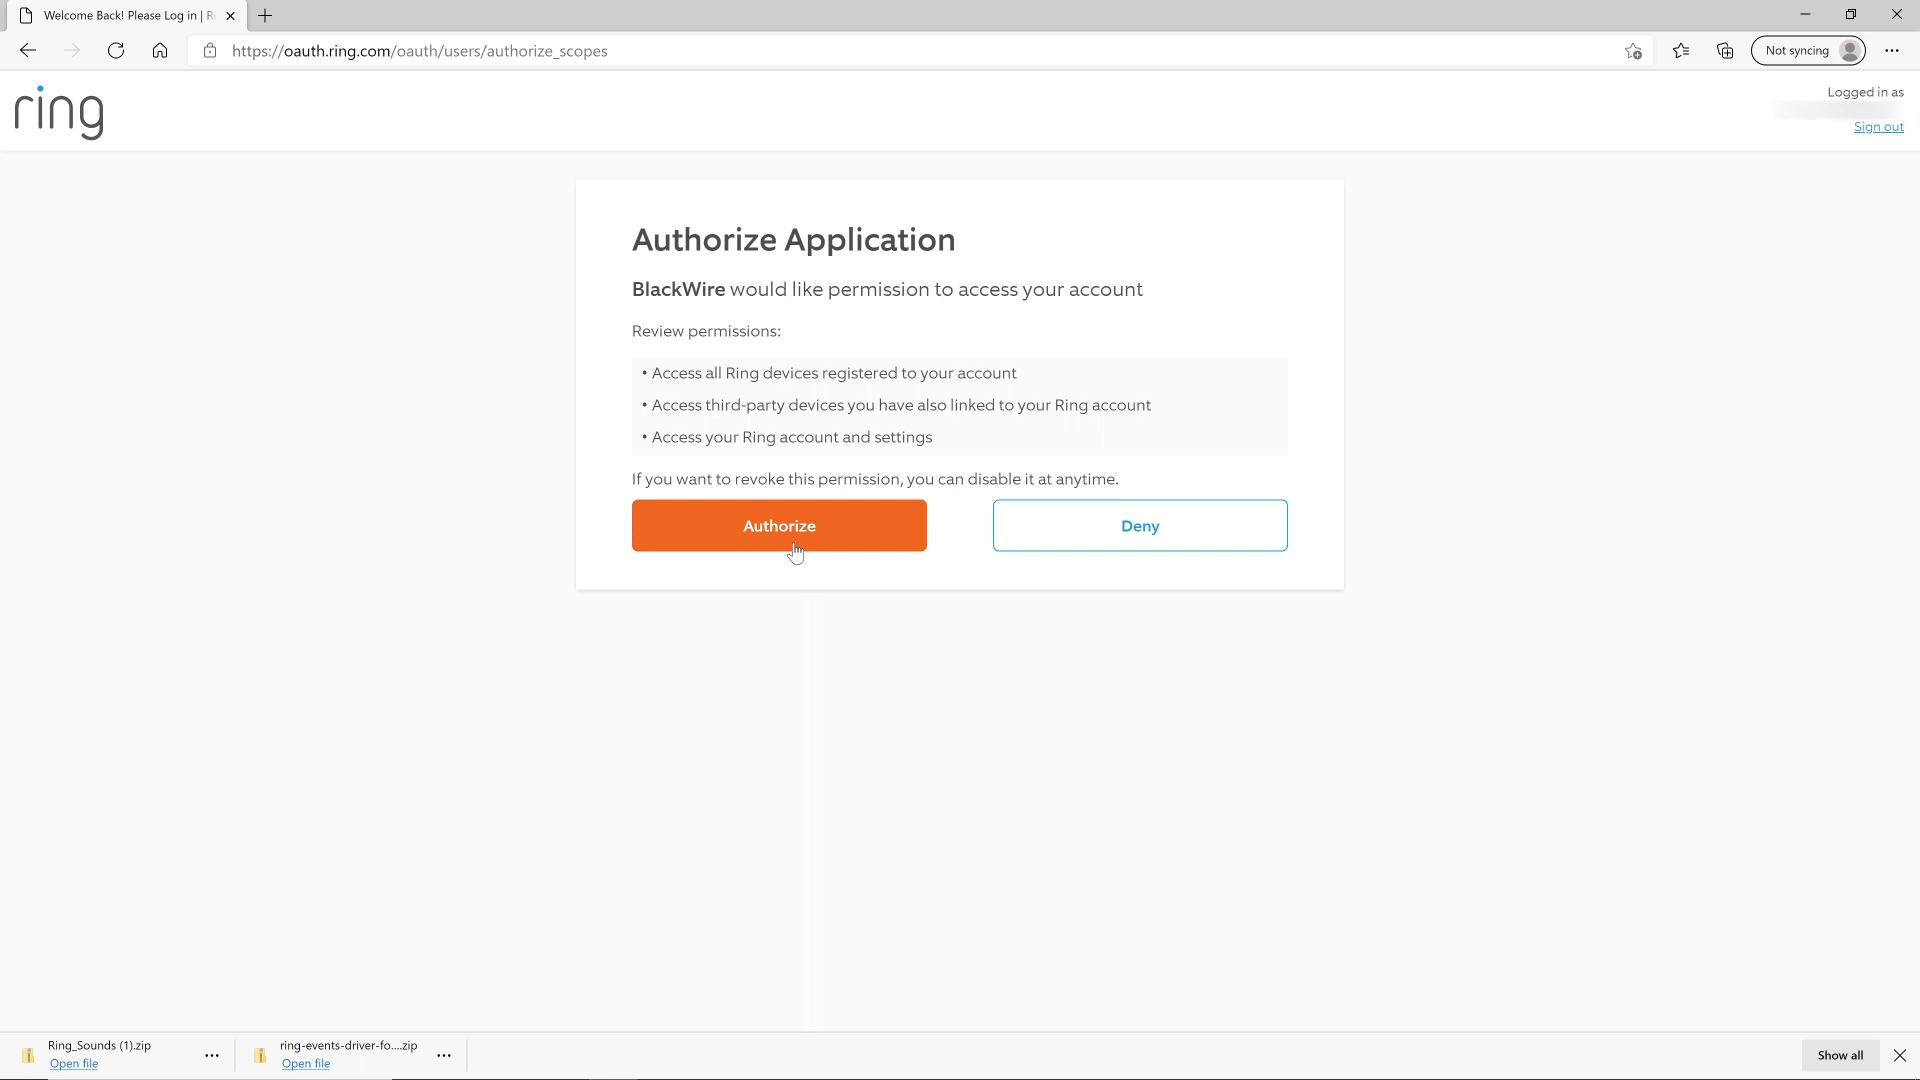 Welcome Back! Please Log in | R
https://oauth.ring.com/oauth/users/authorize_scopes
Not syncing
ring
Logged in as
Sign out
Authorize Application
BlackWire would like permission to access your account
Review permissions:
• Access all Ring devices registered to your account
• Access third-party devices you have also linked to your Ring account
• Access your Ring account and settings
If you want to revoke this permission, you can disable it at anytime.
Authorize
Deny
Ring_Sounds (1).zip
Open file
ring-events-driver-fo....zip
Open file
Show all